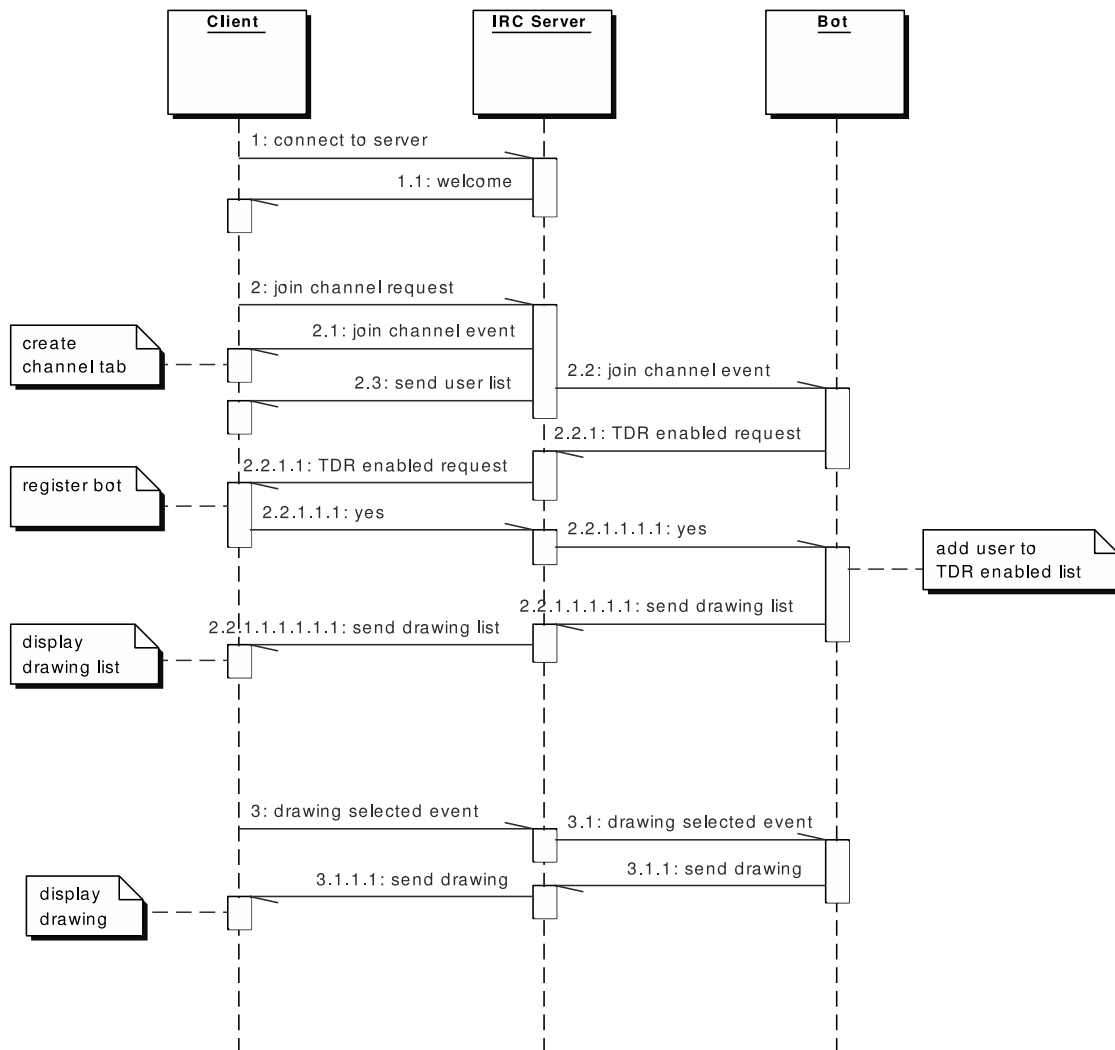 Client
IRC Server
Bot
1: connect to server
1.1: welcome
2: join channel request
create
channel tab
2.1: join channel event
2.2: join channel event
2.3: send user list
2.2.1: TDR enabled request
2.2.1.1: TDR enabled request
register bot
2.2.1.1.1: yes
2.2.1.1.1.1: yes
add user to
TDR enabled list
2.2.1.1.1.1.1: send drawing list
2.2.1.1.1.1.1.1: send drawing list
display
drawing list
3: drawing selected event
3.1: drawing selected event
3.1.1: send drawing
3.1.1.1: send drawing
display
drawing